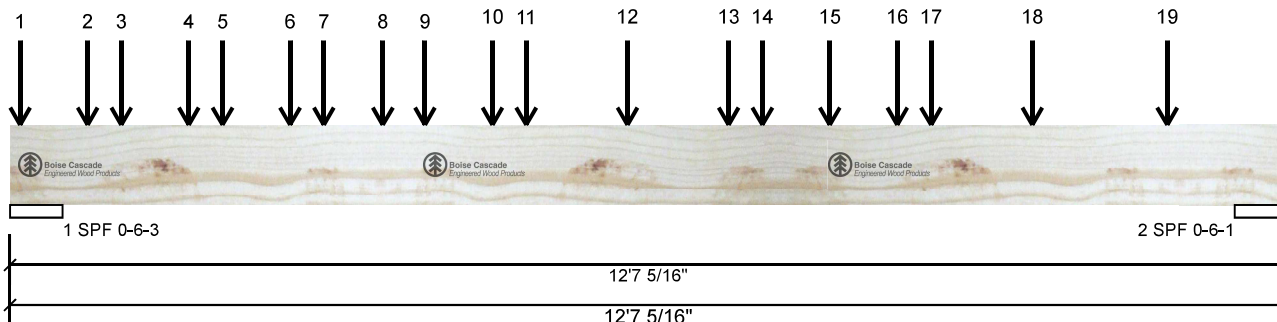 1 2 3 4 5 6 7 8 9 10 11 12 13 14 15 16 17 18 19
Boise Cascade Boise Cascade Boise Cascade
Engineered Wood Products Engineered Wood Products Engineered Wood Products
1 SPF 0-6-3 2 SPF 0-6-1
12'7 5/16"
12'7 5/16"